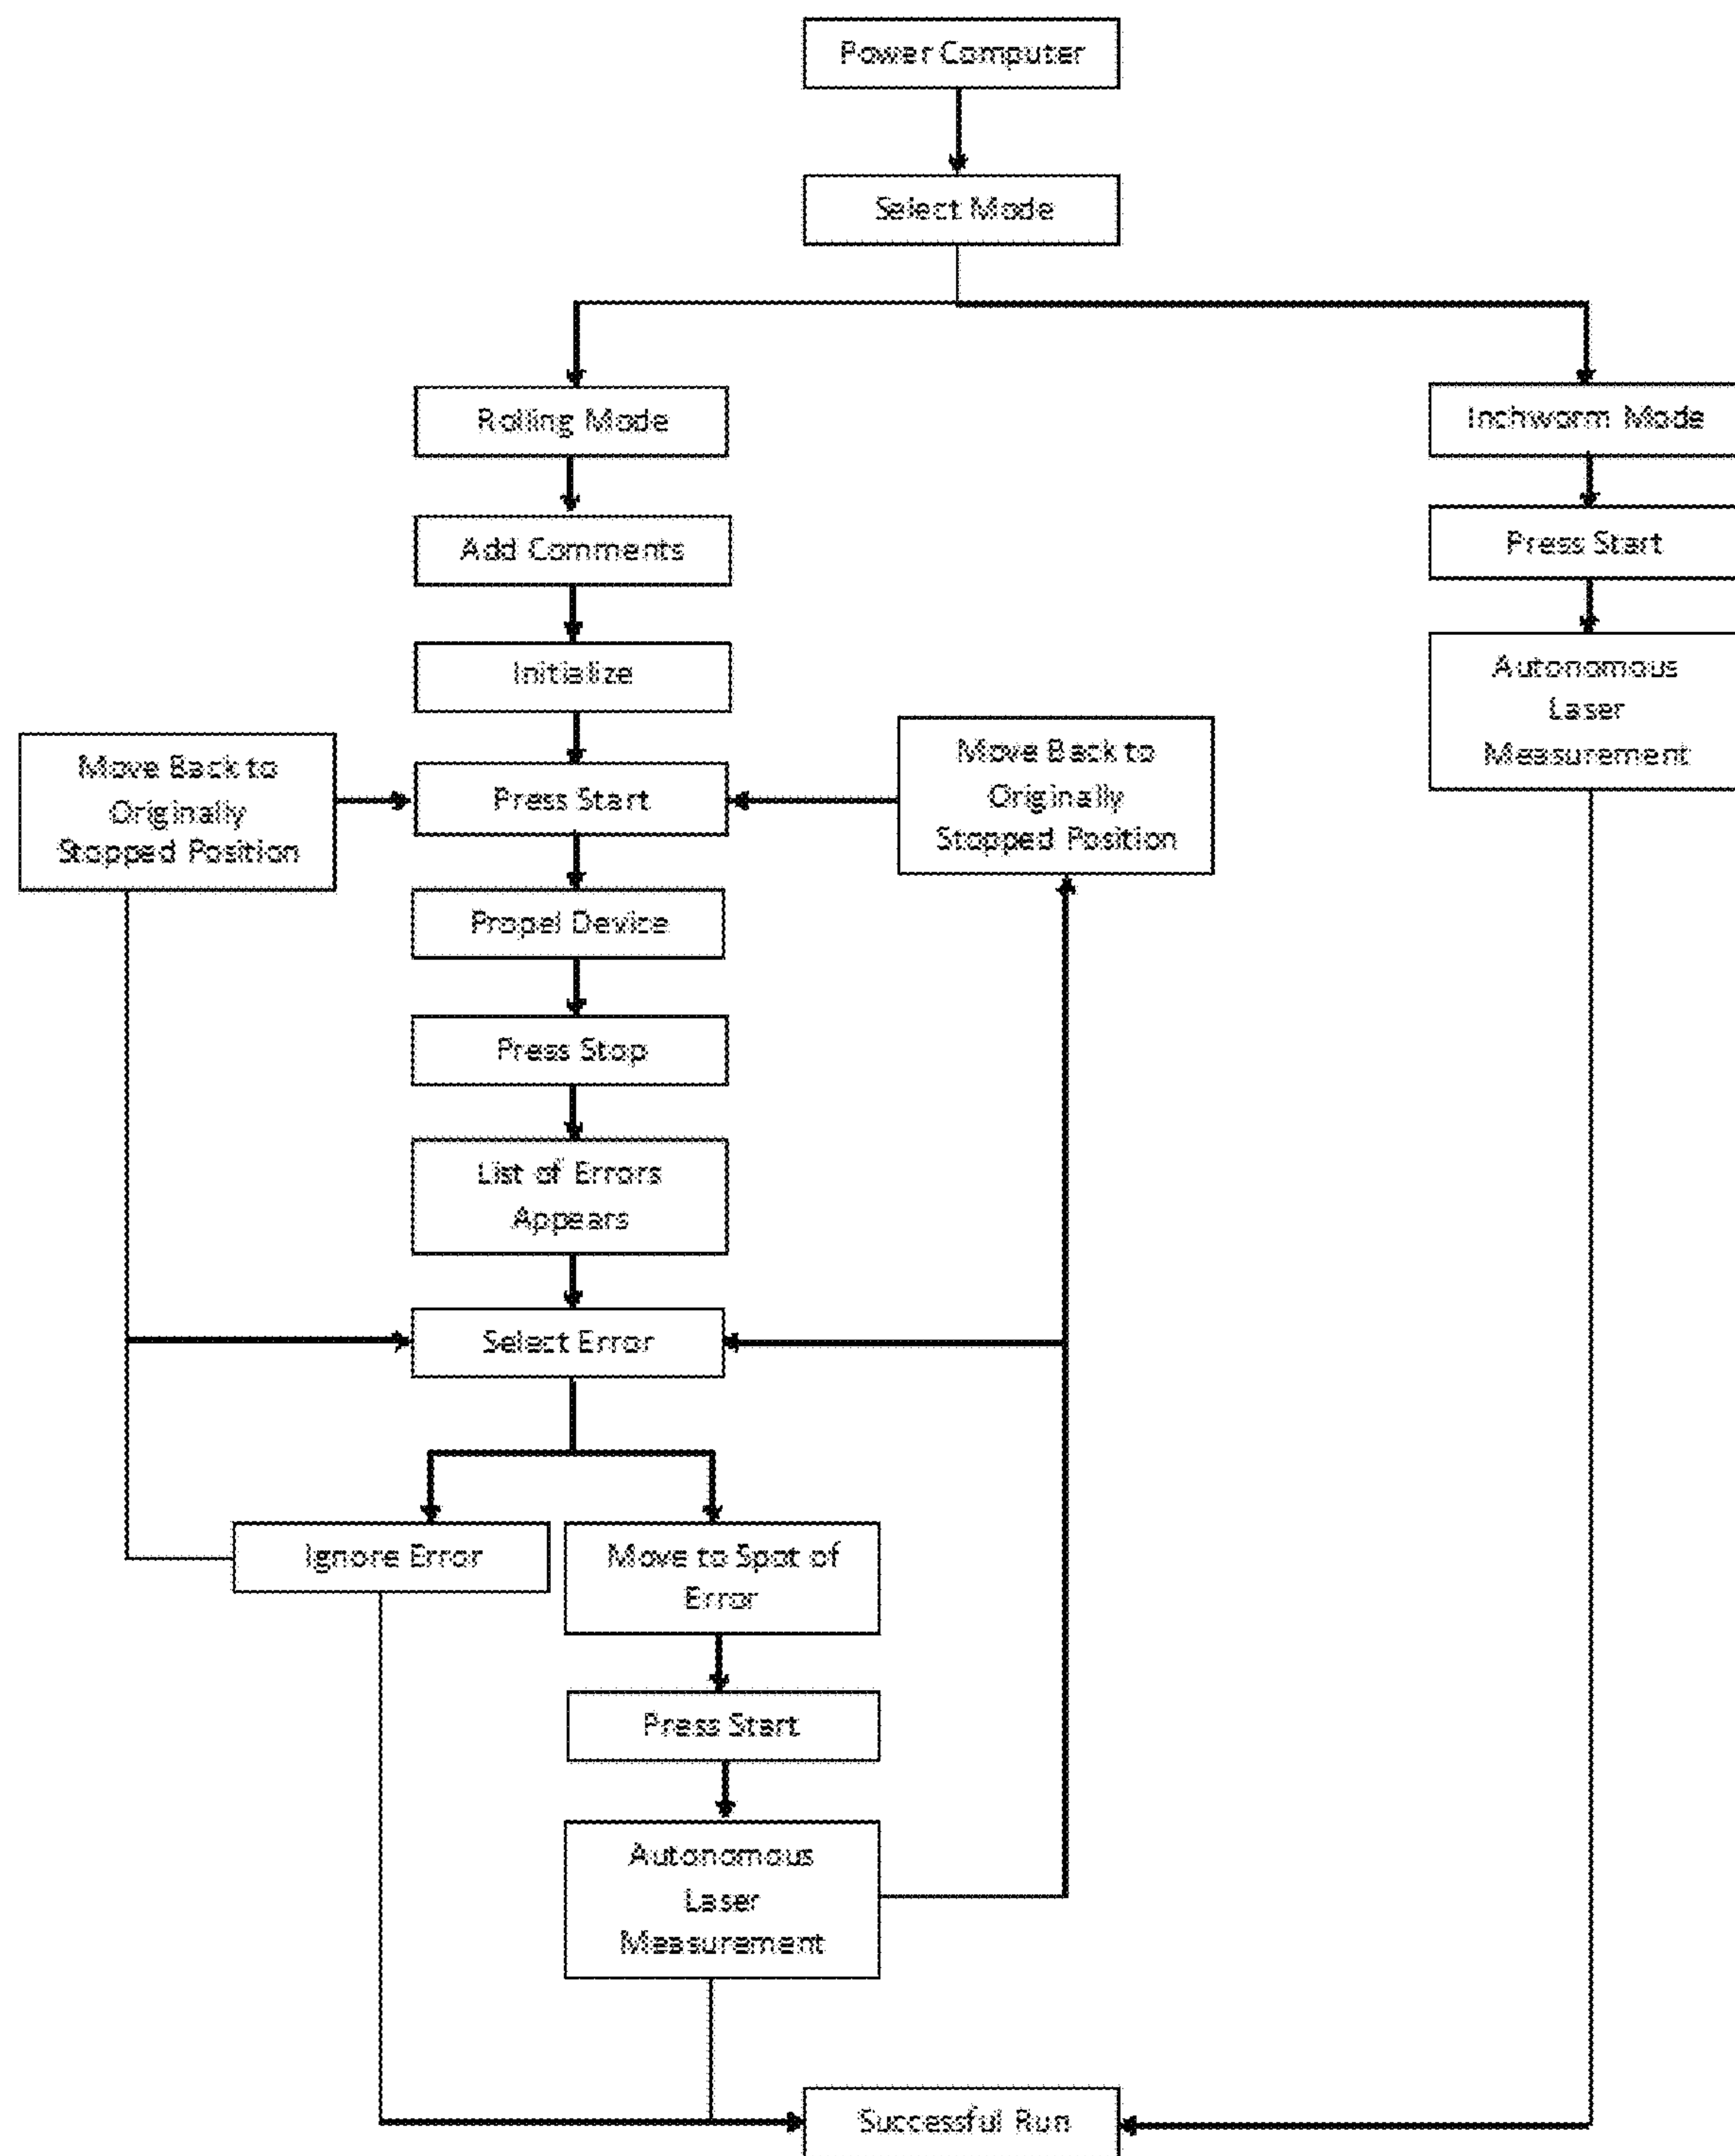 Power Computer
Select Mode
Rolling Mode
Inchworm Mode
Add Comments
Press Start
Initialize
Autonomous
Laser
Measurement
Move Back to
Originally
Stopped Position
Press Start
Move Back to
Originally
Stopped Position
Propel Device
Press Stop
List of Errors
Appears
Select Error
Ignore Error
Move to Spot of
Error
Press Start
Autonomous
Laser
Measurement
Successful Run